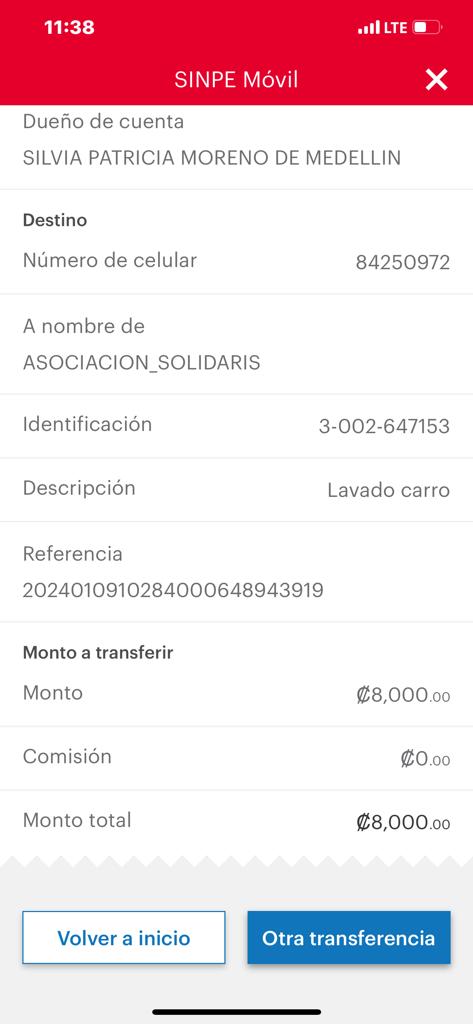 11:38
LTE
SINPE Móvil
Dueño de cuenta
SILVIA PATRICIA MORENO DE MEDELLIN
Destino
Número de celular 84250972
A nombre de
ASOCIACION_SOLIDARIS
Identificación 3-002-647153
Descripción Lavado carro
Referencia
2024010910284000648943919
Monto a transferir
Monto ₡8,000.00
Comisión ₡0.00
Monto total ₡8,000.00
Volver a inicio Otra transferencia